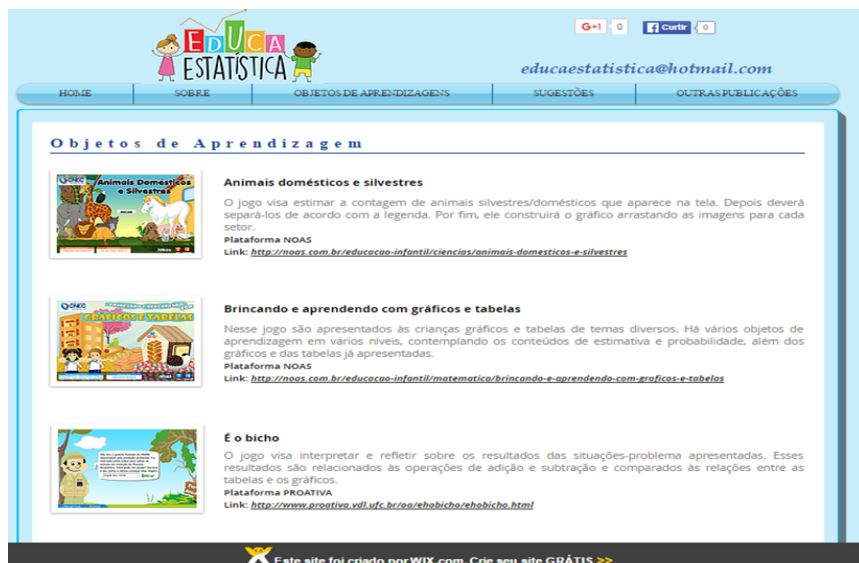 EDUCA
ESTATÍSTICA
G+1 0 Curtir 0
educaestatistica@hotmail.com
HOME SOBRE OBJETOS DE APRENDIZAGENS SUGESTÕES OUTRAS PUBLICAÇÕES
Objetos de Aprendizagem
Animais Domésticos
e Silvestres
Animais domésticos e silvestres
O jogo visa estimar a contagem de animais silvestres/domésticos que aparece na tela. Depois deverá
separá-los de acordo com a legenda. Por fim, ele construirá o gráfico arrastando as imagens para cada
setor.
Plataforma NOAS
Link: http://noas.com.br/educacao-infantil/ciencias/animais-domesticos-e-silvestres
GRÁFICOS E TABELAS
Brincando e aprendendo com gráficos e tabelas
Nesse jogo são apresentados às crianças gráficos e tabelas de temas diversos. Há vários objetos de
aprendizagem em vários níveis, contemplando os conteúdos de estimativa e probabilidade, além dos
gráficos e das tabelas já apresentadas.
Plataforma NOAS
Link: http://noas.com.br/educacao-infantil/matematica/brincando-e-aprendendo-com-graficos-e-tabelas
É o bicho
O jogo visa interpretar e refletir sobre os resultados das situações-problema apresentadas. Esses
resultados são relacionados às operações de adição e subtração e comparados às relações entre as
tabelas e os gráficos.
Plataforma PROATIVA
Link: http://www.proativa.vdl.ufc.br/oa/ehobicho/ehobicho.html
Este site foi criado por WIX.com. Crie seu site GRÁTIS >>